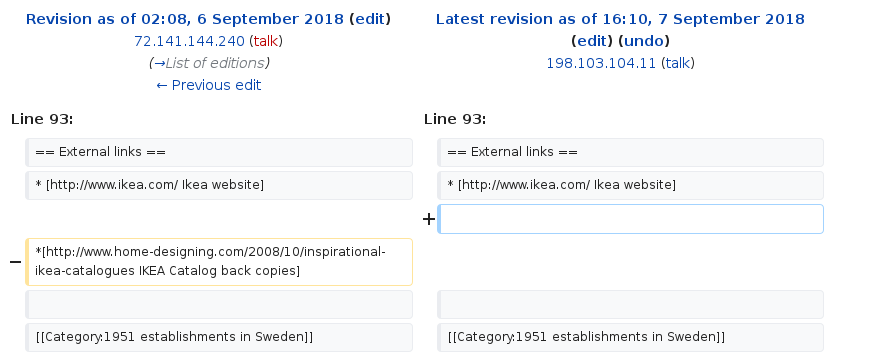 Revision as of 02:08, 6 September 2018 (edit)
72.141.144.240 (talk)
(→List of editions)
← Previous edit
Latest revision as of 16:10, 7 September 2018
(edit) (undo)
198.103.104.11 (talk)
Line 93:
Line 93:
== External links ==
== External links ==
* [http://www.ikea.com/ Ikea website]
* [http://www.ikea.com/ Ikea website]
+
− *[http://www.home-designing.com/2008/10/inspirational-
ikea-catalogues IKEA Catalog back copies]
[[Category:1951 establishments in Sweden]]
[[Category:1951 establishments in Sweden]]